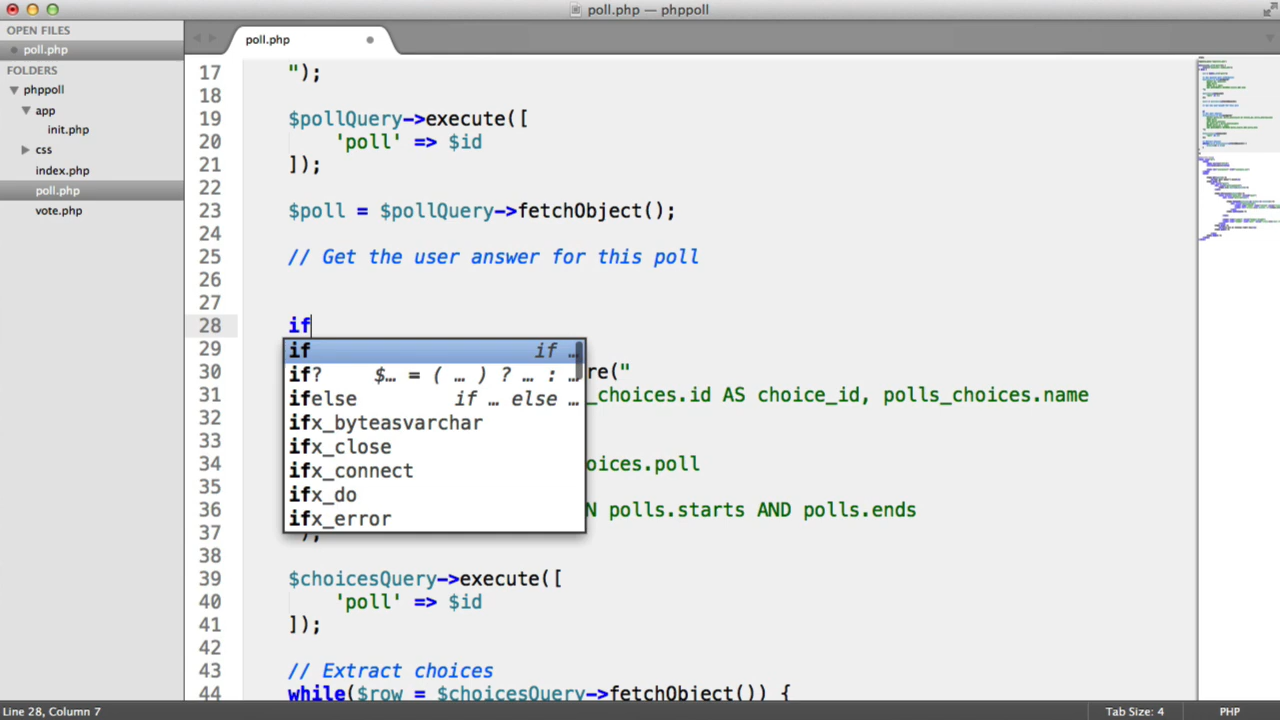 poll.php — phppoll
OPEN FILES
poll.php
FOLDERS
phppoll
app
init.php
css
index.php
poll.php
vote.php
poll.php
17 ");
18
19 $pollQuery->execute([
20 'poll' => $id
21 ]);
22
23 $poll = $pollQuery->fetchObject();
24
25 // Get the user answer for this poll
26
27
28 if
29
if if …
if? $… = ( … ) ? … : …
ifelse if … else …
ifx_byteasvarchar
ifx_close
ifx_connect
ifx_do
ifx_error
30 re("
31 _choices.id AS choice_id, polls_choices.name
32
33
34 oices.poll
35
36 N polls.starts AND polls.ends
37 ");
38
39 $choicesQuery->execute([
40 'poll' => $id
41 ]);
42
43 // Extract choices
44 while($row = $choicesQuery->fetchObject()) {
Line 28, Column 7
Tab Size: 4
PHP